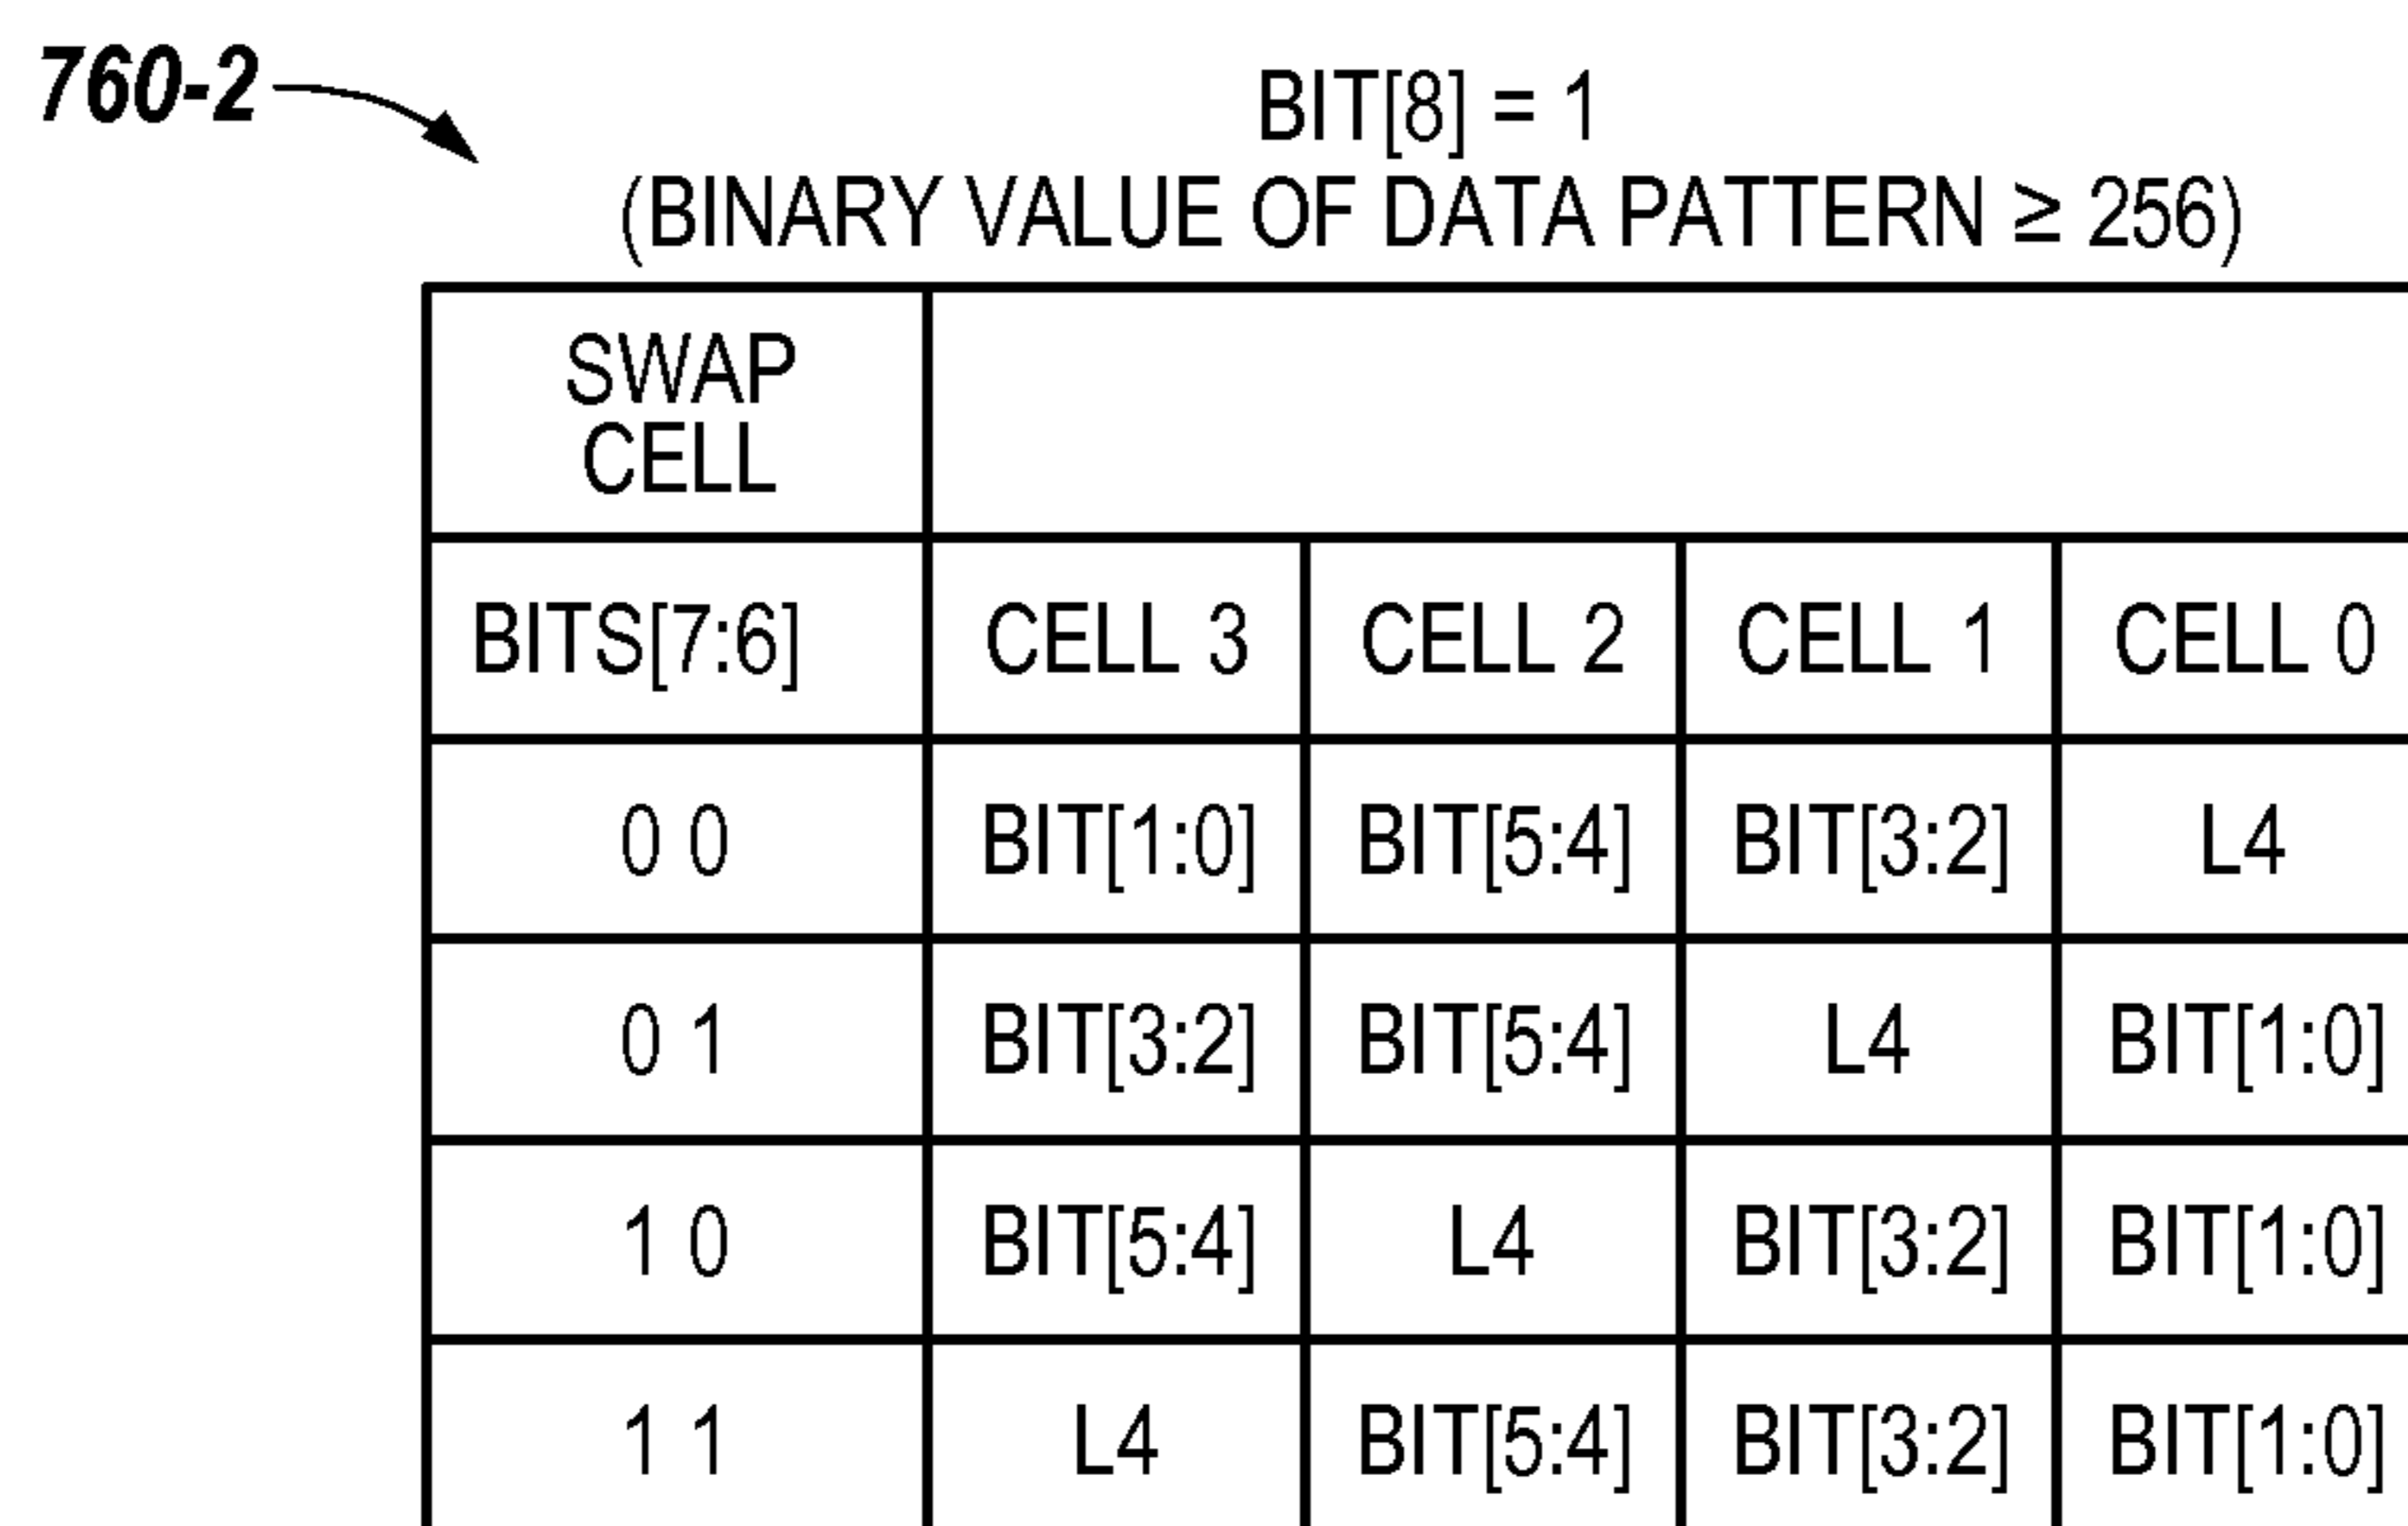 760-2
BIT[8] = 1
(BINARY VALUE OF DATA PATTERN ≥ 256)
SWAP
CELL
BITS[7:6] CELL 3 CELL 2 CELL 1 CELL 0
0 0 BIT[1:0] BIT[5:4] BIT[3:2] L4
0 1 BIT[3:2] BIT[5:4] L4 BIT[1:0]
1 0 BIT[5:4] L4 BIT[3:2] BIT[1:0]
1 1 L4 BIT[5:4] BIT[3:2] BIT[1:0]